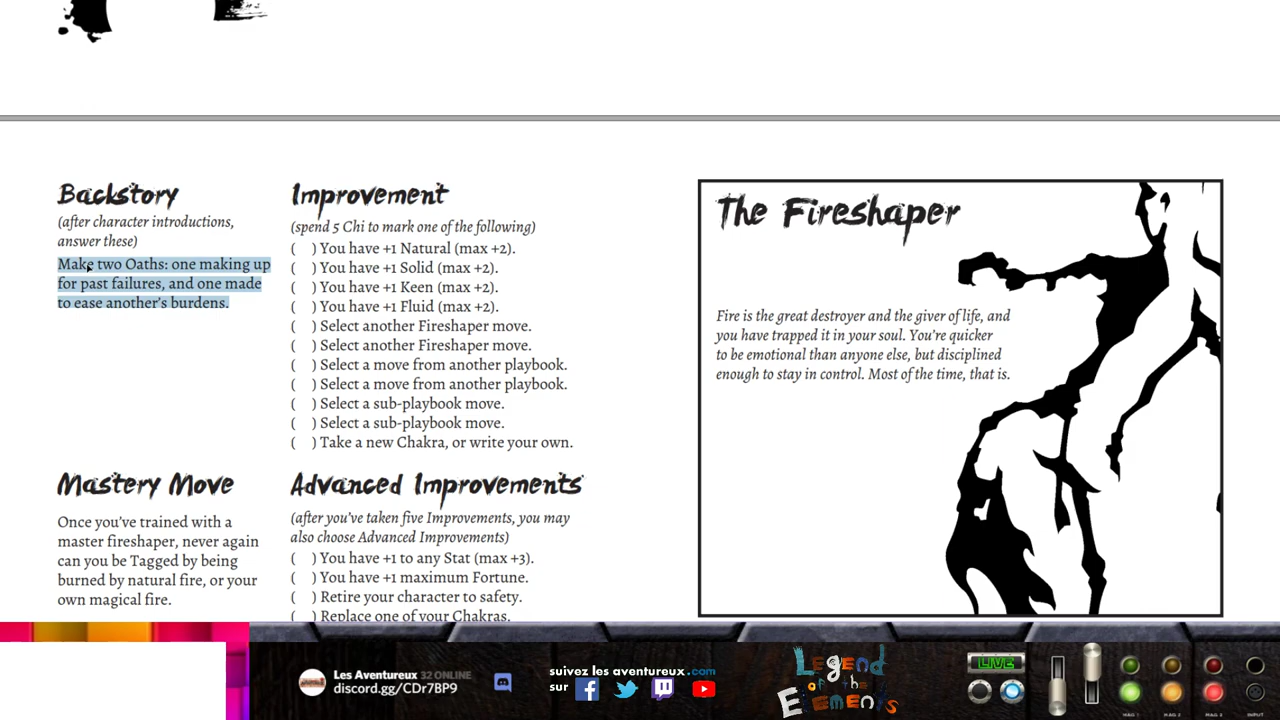 Backstory
(after character introductions,
answer these)
Make two Oaths: one making up
for past failures, and one made
to ease another's burdens.
Improvement
(spend 5 Chi to mark one of the following)
( ) You have +1 Natural (max +2).
( ) You have +1 Solid (max +2).
( ) You have +1 Keen (max +2).
( ) You have +1 Fluid (max +2).
( ) Select another Fireshaper move.
( ) Select another Fireshaper move.
( ) Select a move from another playbook.
( ) Select a move from another playbook.
( ) Select a sub-playbook move.
( ) Select a sub-playbook move.
( ) Take a new Chakra, or write your own.
Mastery Move
Once you've trained with a
master fireshaper, never again
can you be Tagged by being
burned by natural fire, or your
own magical fire.
Advanced Improvements
(after you've taken five Improvements, you may
also choose Advanced Improvements)
( ) You have +1 to any Stat (max +3).
( ) You have +1 maximum Fortune.
( ) Retire your character to safety.
( ) Replace one of your Chakras.
The Fireshaper
Fire is the great destroyer and the giver of life, and
you have trapped it in your soul. You're quicker
to be emotional than anyone else, but disciplined
enough to stay in control. Most of the time, that is.
Les Aventureux 32 ONLINE
discord.gg/CDr7BP9
suivez les aventureux.com
sur
Legend
of the
Elements
LIVE
MAG 1 MAG 2 MAG 3 INPUT